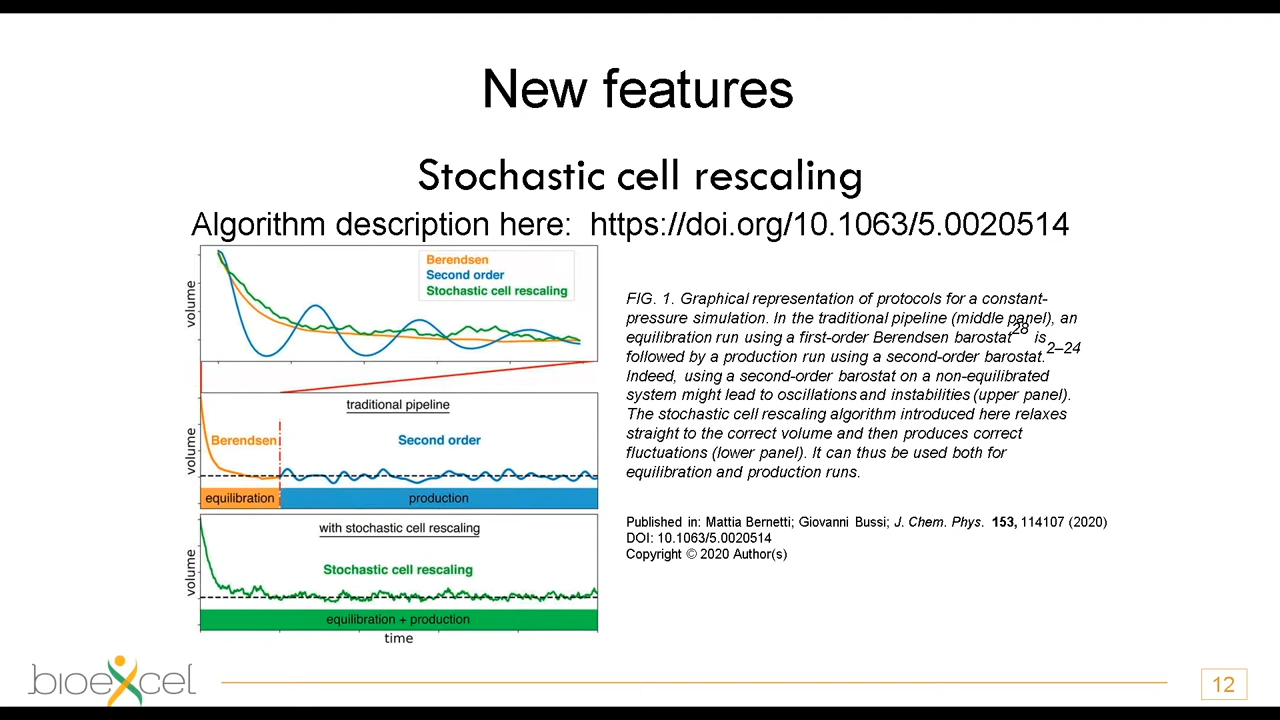 New features
Stochastic cell rescaling
Algorithm description here: https://doi.org/10.1063/5.0020514
volume
Berendsen
Second order
Stochastic cell rescaling
volume
traditional pipeline
Berendsen
Second order
equilibration
production
volume
with stochastic cell rescaling
Stochastic cell rescaling
equilibration + production
time
FIG. 1. Graphical representation of protocols for a constant-
pressure simulation. In the traditional pipeline (middle panel), an
equilibration run using a first-order Berendsen barostat28 is
followed by a production run using a second-order barostat.2–24
Indeed, using a second-order barostat on a non-equilibrated
system might lead to oscillations and instabilities (upper panel).
The stochastic cell rescaling algorithm introduced here relaxes
straight to the correct volume and then produces correct
fluctuations (lower panel). It can thus be used both for
equilibration and production runs.
Published in: Mattia Bernetti; Giovanni Bussi; J. Chem. Phys. 153, 114107 (2020)
DOI: 10.1063/5.0020514
Copyright © 2020 Author(s)
bioexcel
12